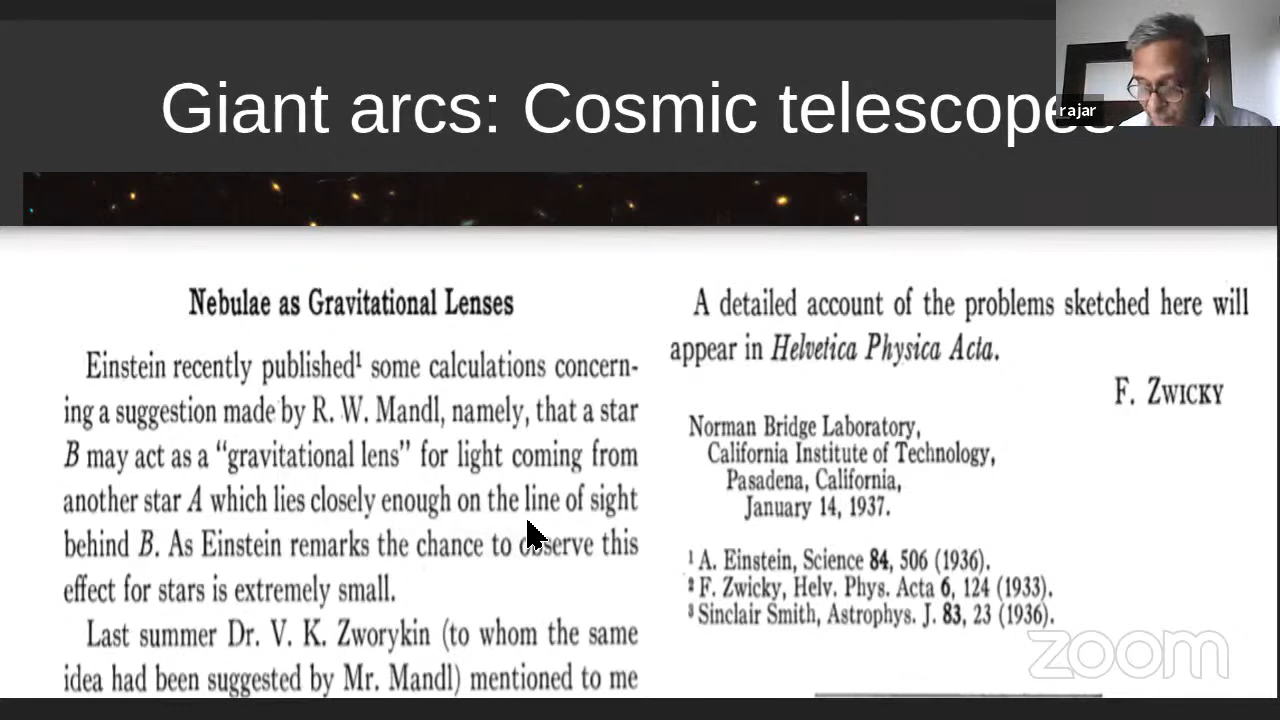 Giant arcs: Cosmic telescopes
rajar
Nebulae as Gravitational Lenses
Einstein recently published¹ some calculations concern-
ing a suggestion made by R. W. Mandl, namely, that a star
B may act as a “gravitational lens” for light coming from
another star A which lies closely enough on the line of sight
behind B. As Einstein remarks the chance to observe this
effect for stars is extremely small.
Last summer Dr. V. K. Zworykin (to whom the same
idea had been suggested by Mr. Mandl) mentioned to me
A detailed account of the problems sketched here will
appear in Helvetica Physica Acta.
F. ZWICKY
Norman Bridge Laboratory,
California Institute of Technology,
Pasadena, California,
January 14, 1937.
¹ A. Einstein, Science 84, 506 (1936).
² F. Zwicky, Helv. Phys. Acta 6, 124 (1933).
³ Sinclair Smith, Astrophys. J. 83, 23 (1936).
zoom